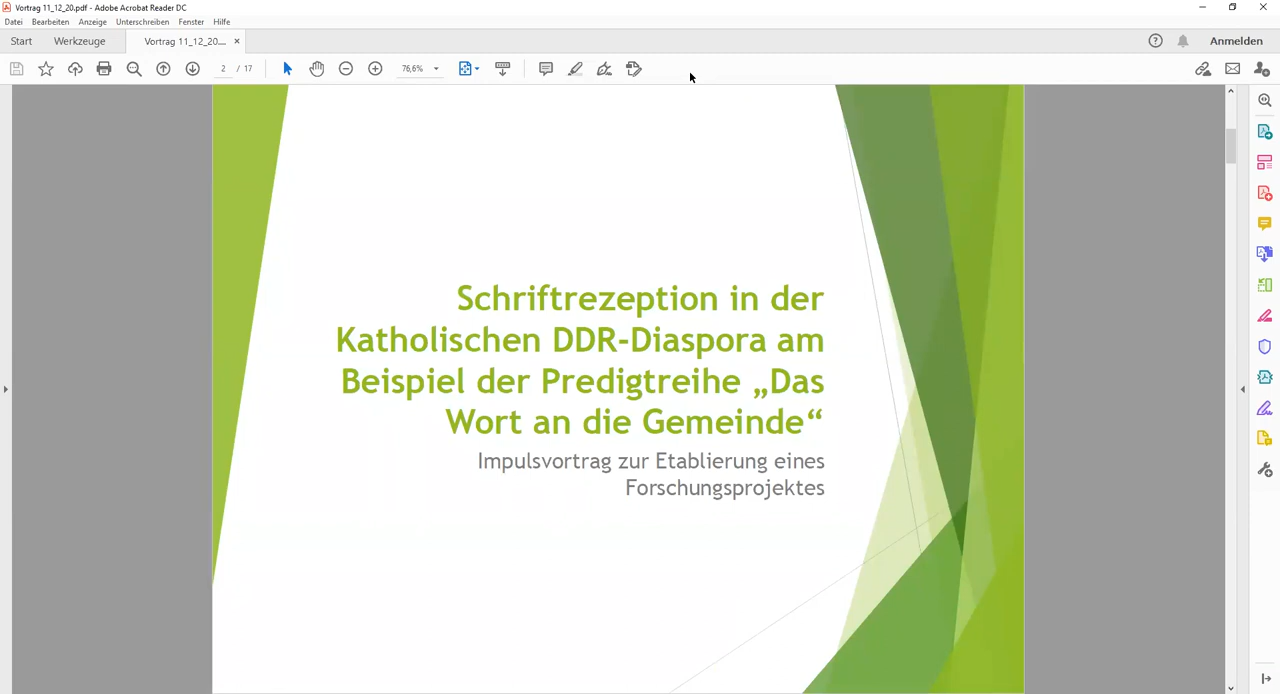 Vortrag 11_12_20.pdf - Adobe Acrobat Reader DC
Datei Bearbeiten Anzeige Unterschreiben Fenster Hilfe
Start Werkzeuge Vortrag 11_12_20.... × Anmelden
2 / 17 76,6%
Schriftrezeption in der
Katholischen DDR-Diaspora am
Beispiel der Predigtreihe „Das
Wort an die Gemeinde“
Impulsvortrag zur Etablierung eines
Forschungsprojektes